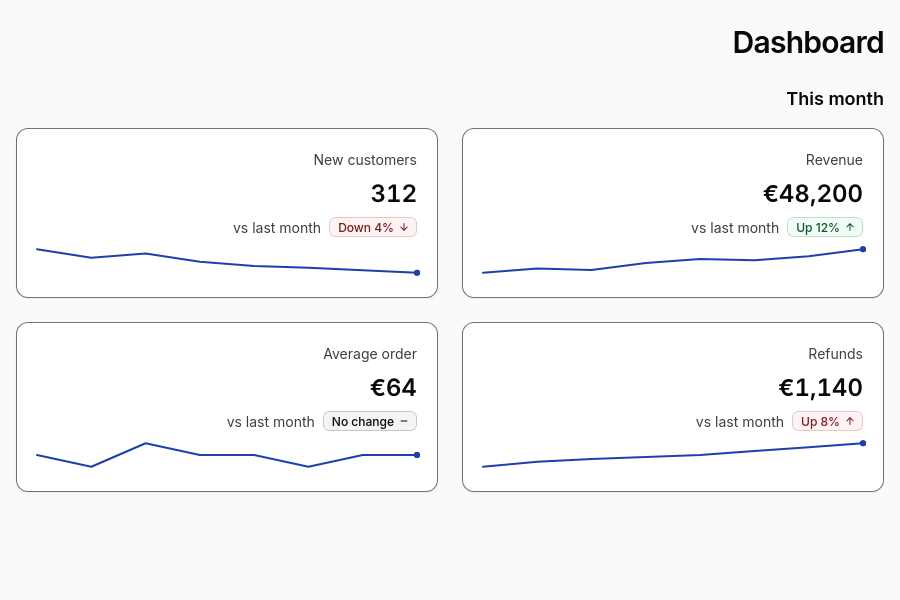 Dashboard
This month
Revenue
€48,200
vs last month Up 12% ↑
New customers
312
vs last month Down 4% ↓
Refunds
€1,140
vs last month Up 8% ↑
Average order
€64
vs last month No change –